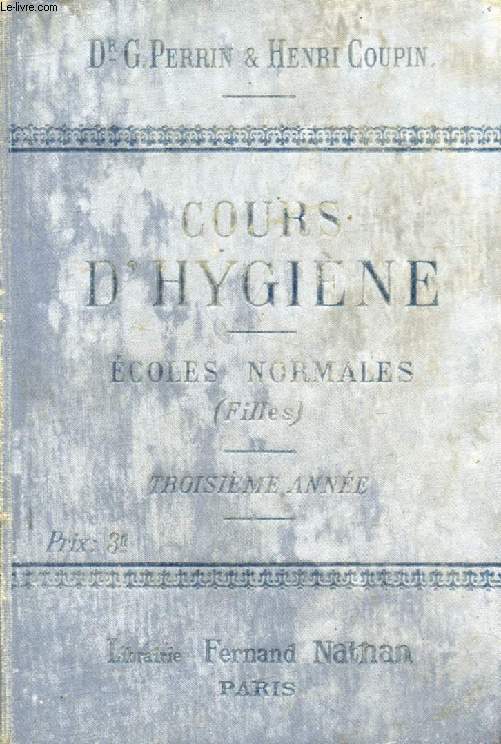 Le-livre.com
Dr G. PERRIN & HENRI COUPIN.
COURS
D'HYGIÈNE
ÉCOLES NORMALES
(Filles)
TROISIÈME ANNÉE
Prix: 3f
Librairie Fernand Nathan
PARIS